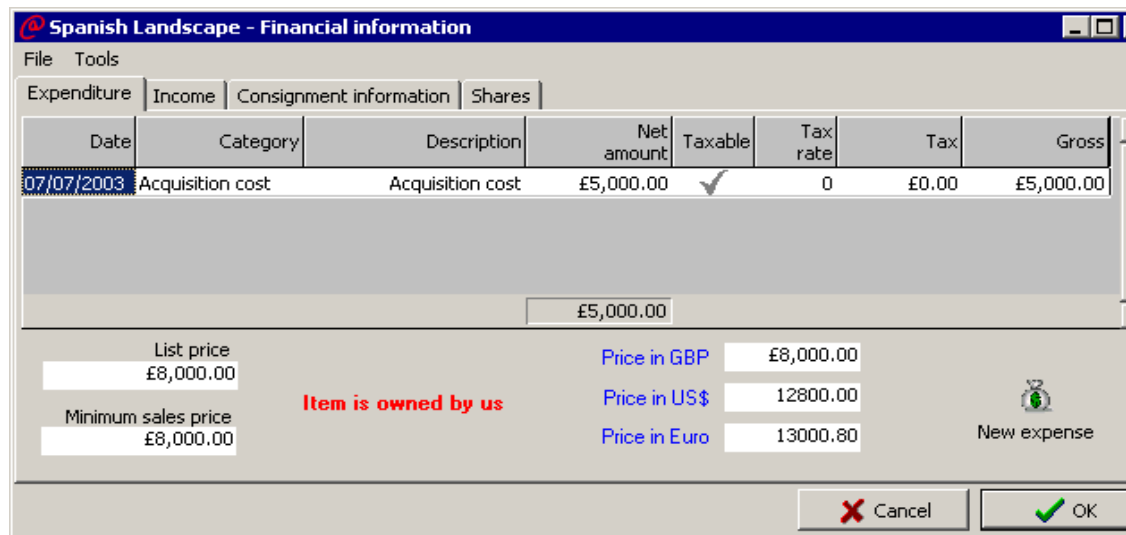 Spanish Landscape - Financial information
File Tools
Expenditure Income Consignment information Shares
Date Category Description Net amount Taxable Tax rate Tax Gross
07/07/2003 Acquisition cost Acquisition cost £5,000.00 0 £0.00 £5,000.00
£5,000.00
List price
£8,000.00
Minimum sales price
£8,000.00
Item is owned by us
Price in GBP £8,000.00
Price in US$ 12800.00
Price in Euro 13000.80
New expense
Cancel OK